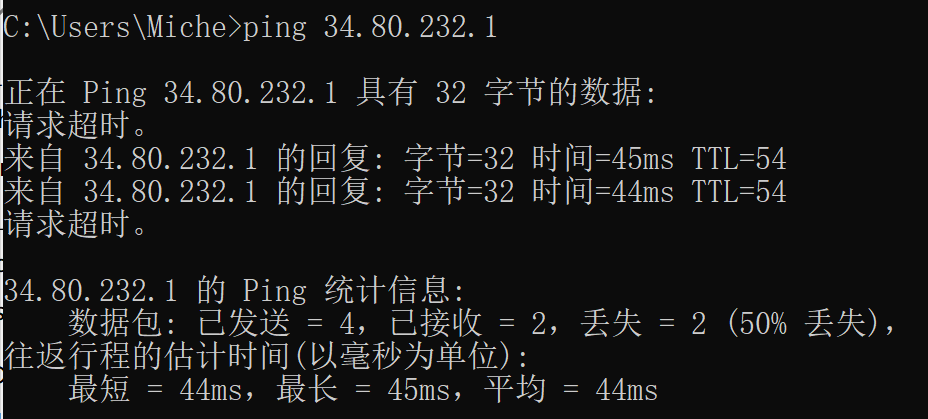 C:\Users\Miche>ping 34.80.232.1
正在 Ping 34.80.232.1 具有 32 字节的数据:
请求超时。
来自 34.80.232.1 的回复: 字节=32 时间=45ms TTL=54
来自 34.80.232.1 的回复: 字节=32 时间=44ms TTL=54
请求超时。
34.80.232.1 的 Ping 统计信息:
数据包: 已发送 = 4，已接收 = 2，丢失 = 2 (50% 丢失)，
往返行程的估计时间(以毫秒为单位):
最短 = 44ms，最长 = 45ms，平均 = 44ms